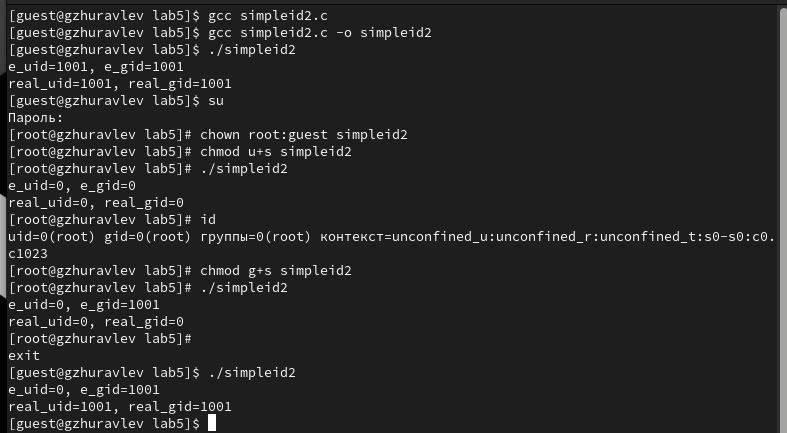 [guest@gzhuravlev lab5]$ gcc simpleid2.c
[guest@gzhuravlev lab5]$ gcc simpleid2.c -o simpleid2
[guest@gzhuravlev lab5]$ ./simpleid2
e_uid=1001, e_gid=1001
real_uid=1001, real_gid=1001
[guest@gzhuravlev lab5]$ su
Пароль:
[root@gzhuravlev lab5]# chown root:guest simpleid2
[root@gzhuravlev lab5]# chmod u+s simpleid2
[root@gzhuravlev lab5]# ./simpleid2
e_uid=0, e_gid=0
real_uid=0, real_gid=0
[root@gzhuravlev lab5]# id
uid=0(root) gid=0(root) группы=0(root) контекст=unconfined_u:unconfined_r:unconfined_t:s0-s0:c0.
c1023
[root@gzhuravlev lab5]# chmod g+s simpleid2
[root@gzhuravlev lab5]# ./simpleid2
e_uid=0, e_gid=1001
real_uid=0, real_gid=0
[root@gzhuravlev lab5]#
exit
[guest@gzhuravlev lab5]$ ./simpleid2
e_uid=0, e_gid=1001
real_uid=1001, real_gid=1001
[guest@gzhuravlev lab5]$